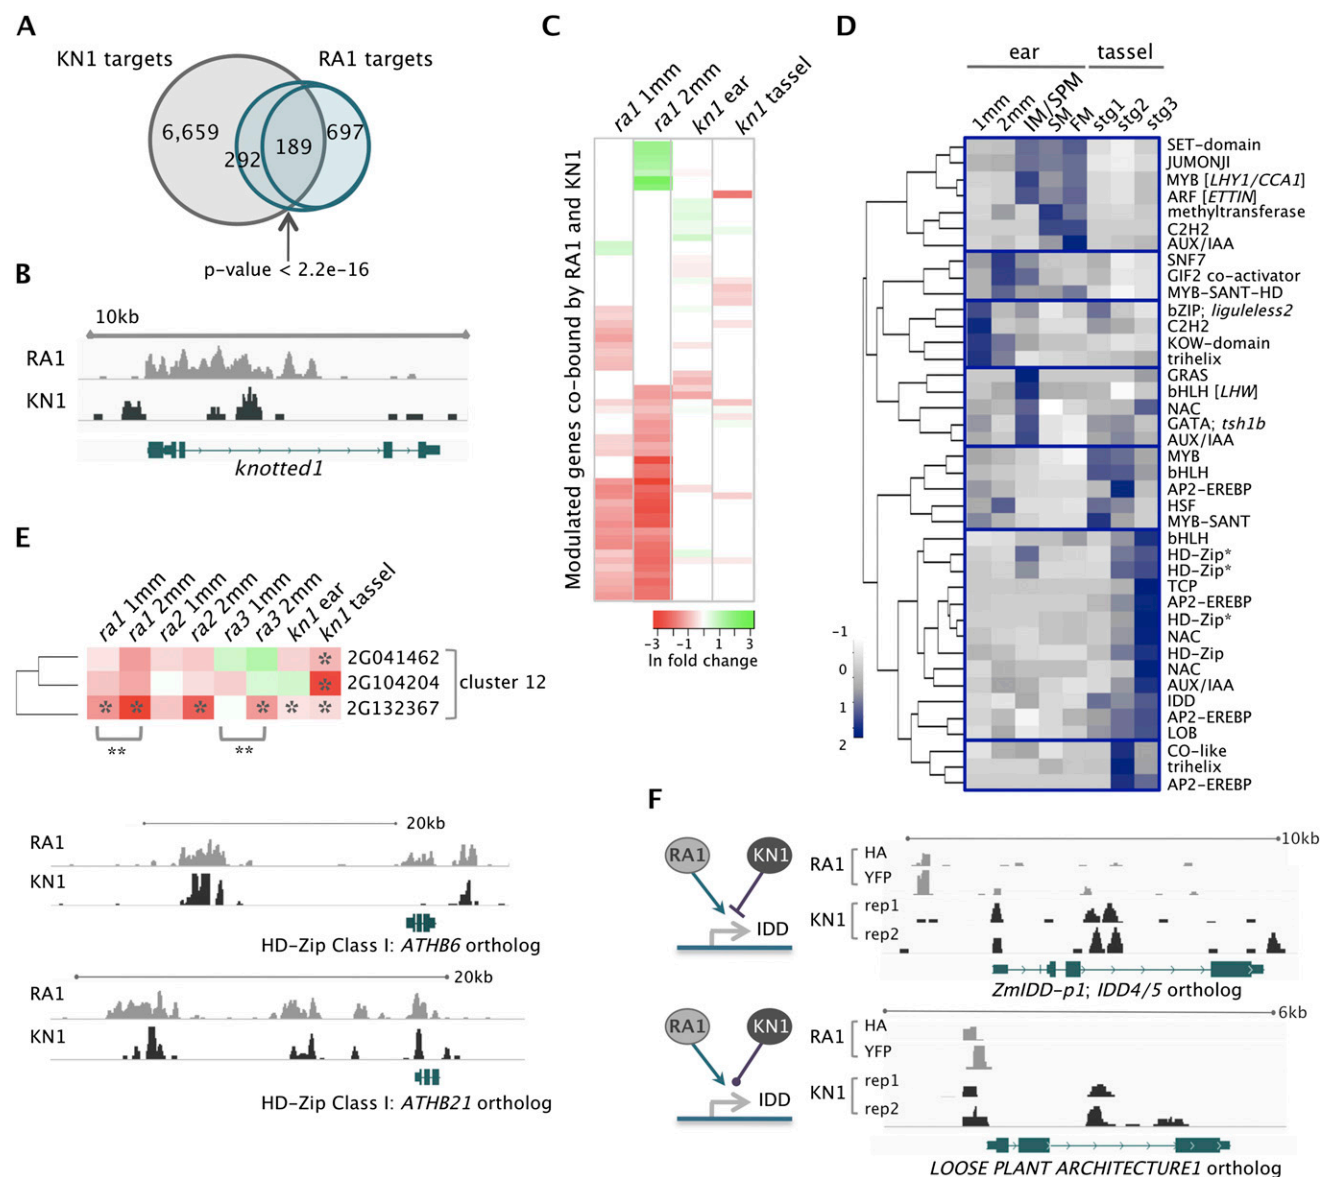 A
KN1 targets
RA1 targets
6,659
292
189
697
p-value < 2.2e-16
B
10kb
RA1
KN1
knotted1
C
ra1 1mm
ra1 2mm
kn1 ear
kn1 tassel
Modulated genes co-bound by RA1 and KN1
-3 -1 1 3
ln fold change
D
ear
tassel
1mm
2mm
IM/SPM
SM
FM
stg1
stg2
stg3
SET-domain
JUMONJI
MYB [LHY1/CCA1]
ARF [ETTIN]
methyltransferase
C2H2
AUX/IAA
SNF7
GIF2 co-activator
MYB-SANT-HD
bZIP; liguleless2
C2H2
KOW-domain
trihelix
GRAS
bHLH [LHW]
NAC
GATA; tsh1b
AUX/IAA
MYB
bHLH
AP2-EREBP
HSF
MYB-SANT
bHLH
HD-Zip*
HD-Zip*
TCP
AP2-EREBP
HD-Zip*
NAC
HD-Zip
NAC
AUX/IAA
IDD
AP2-EREBP
LOB
CO-like
trihelix
AP2-EREBP
-1
0
1
2
E
ra1 1mm
ra1 2mm
ra2 1mm
ra2 2mm
ra3 1mm
ra3 2mm
kn1 ear
kn1 tassel
* 2G041462
* 2G104204
* * * * * * 2G132367
cluster 12
** **
20kb
RA1
KN1
HD-Zip Class I: ATHB6 ortholog
20kb
RA1
KN1
HD-Zip Class I: ATHB21 ortholog
F
RA1
KN1
IDD
10kb
RA1
HA
YFP
KN1
rep1
rep2
ZmIDD-p1; IDD4/5 ortholog
RA1
KN1
IDD
6kb
RA1
HA
YFP
KN1
rep1
rep2
LOOSE PLANT ARCHITECTURE1 ortholog